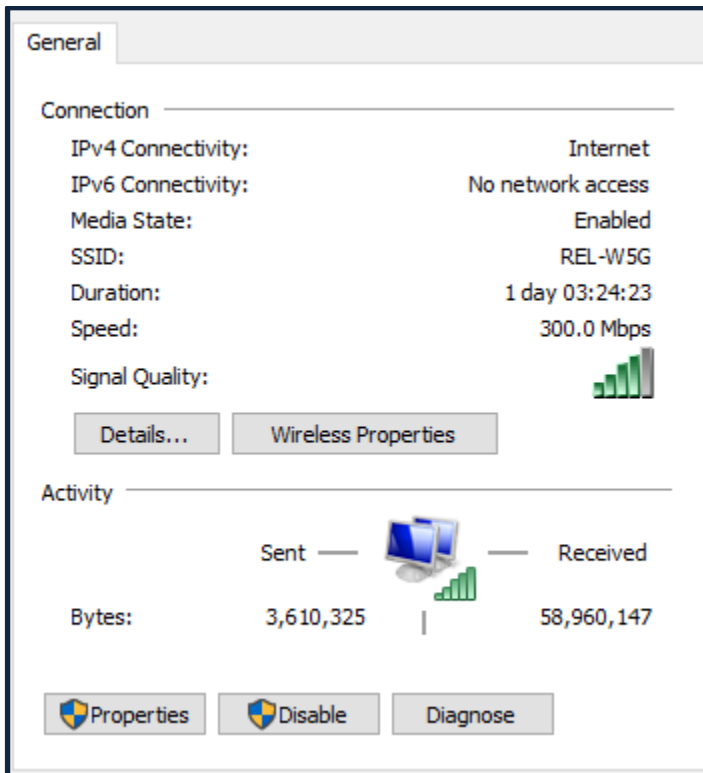 General
Connection
IPv4 Connectivity: Internet
IPv6 Connectivity: No network access
Media State: Enabled
SSID: REL-W5G
Duration: 1 day 03:24:23
Speed: 300.0 Mbps
Signal Quality:
Details... Wireless Properties
Activity
Sent Received
Bytes: 3,610,325 58,960,147
Properties Disable Diagnose